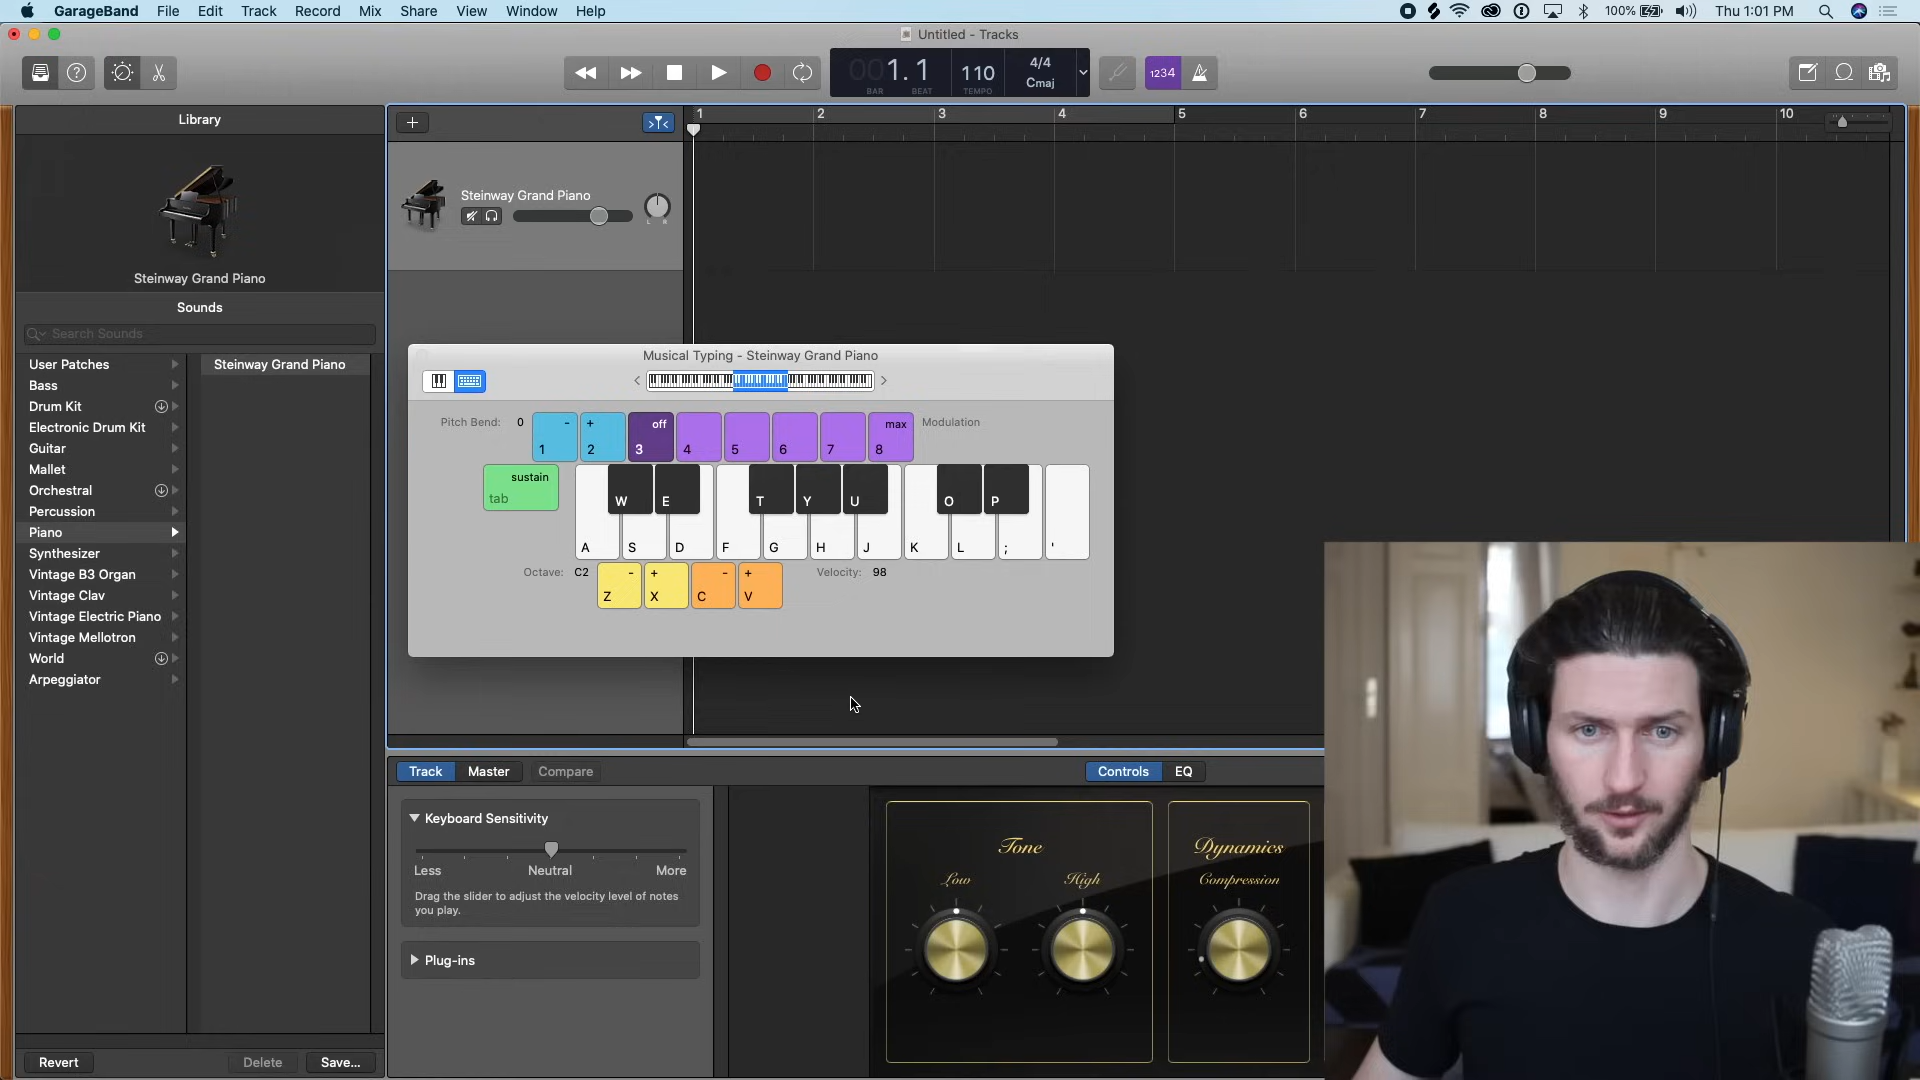 GarageBand File Edit Track Record Mix Share View Window Help
100% Thu 1:01 PM
Untitled - Tracks
001.1 110 4/4
Cmaj
BAR BEAT TEMPO
1234
Library
Steinway Grand Piano
Sounds
Search Sounds
User Patches
Bass
Drum Kit
Electronic Drum Kit
Guitar
Mallet
Orchestral
Percussion
Piano
Synthesizer
Vintage B3 Organ
Vintage Clav
Vintage Electric Piano
Vintage Mellotron
World
Arpeggiator
Steinway Grand Piano
Revert Delete Save...
1 2 3 4 5 6 7 8 9 10
Steinway Grand Piano
L R
Musical Typing - Steinway Grand Piano
Pitch Bend: 0 - + off max Modulation
1 2 3 4 5 6 7 8
sustain
tab
W E T Y U O P
A S D F G H J K L ; '
Octave: C2 - + - + Velocity: 98
Z X C V
Track Master Compare
Controls EQ
Keyboard Sensitivity
Less Neutral More
Drag the slider to adjust the velocity level of notes
you play.
Plug-ins
Tone
Low High
Dynamics
Compression